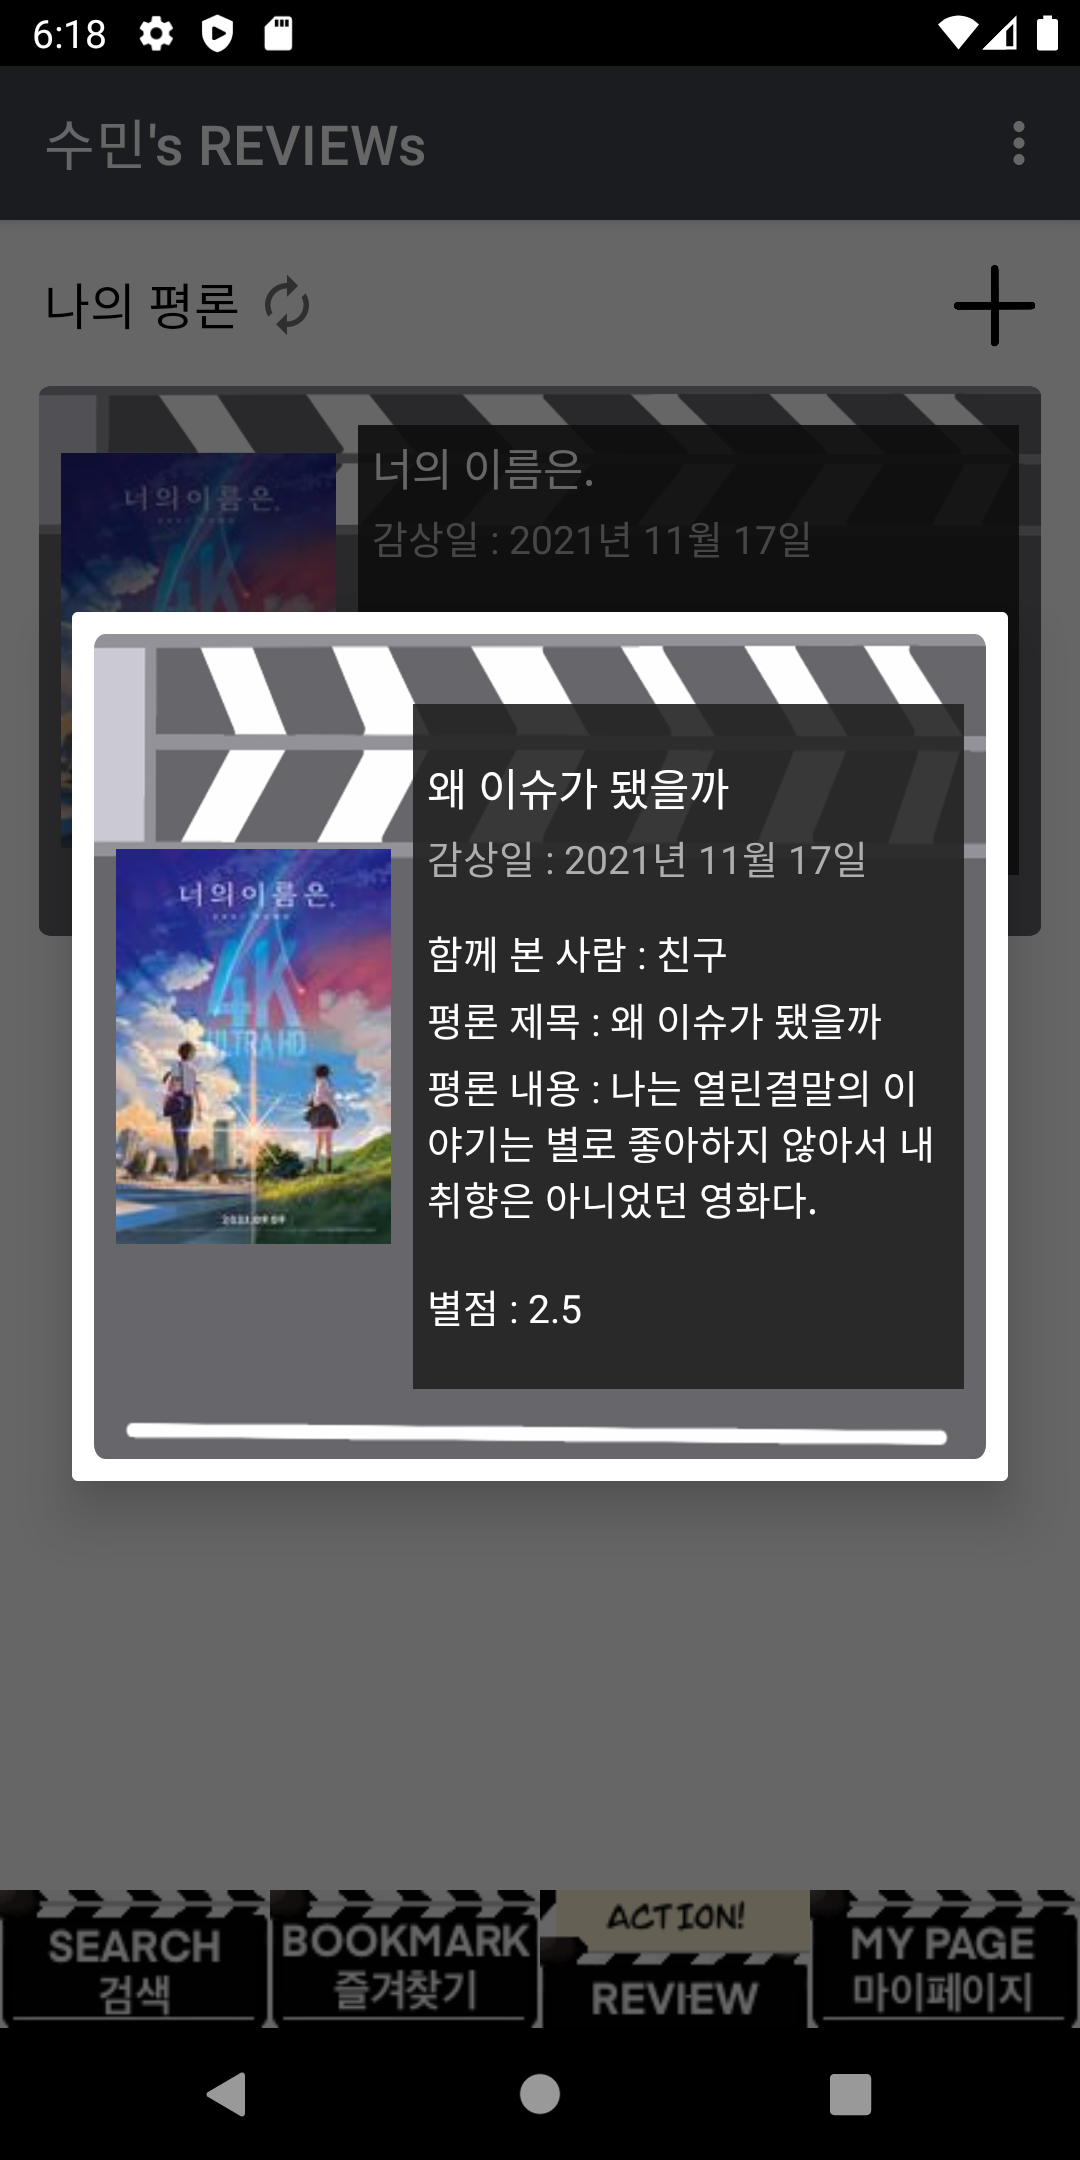 6:18
수민's REVIEWs
나의 평론
너의 이름은.
감상일 : 2021년 11월 17일
너의이름은.
4K
왜 이슈가 됐을까
감상일 : 2021년 11월 17일
너의이름은.
4K
ULTRA HD
함께 본 사람 : 친구
평론 제목 : 왜 이슈가 됐을까
평론 내용 : 나는 열린결말의 이
야기는 별로 좋아하지 않아서 내
취향은 아니었던 영화다.
별점 : 2.5
SEARCH
검색
BOOKMARK
즐겨찾기
ACTION!
REVIEW
MY PAGE
마이페이지